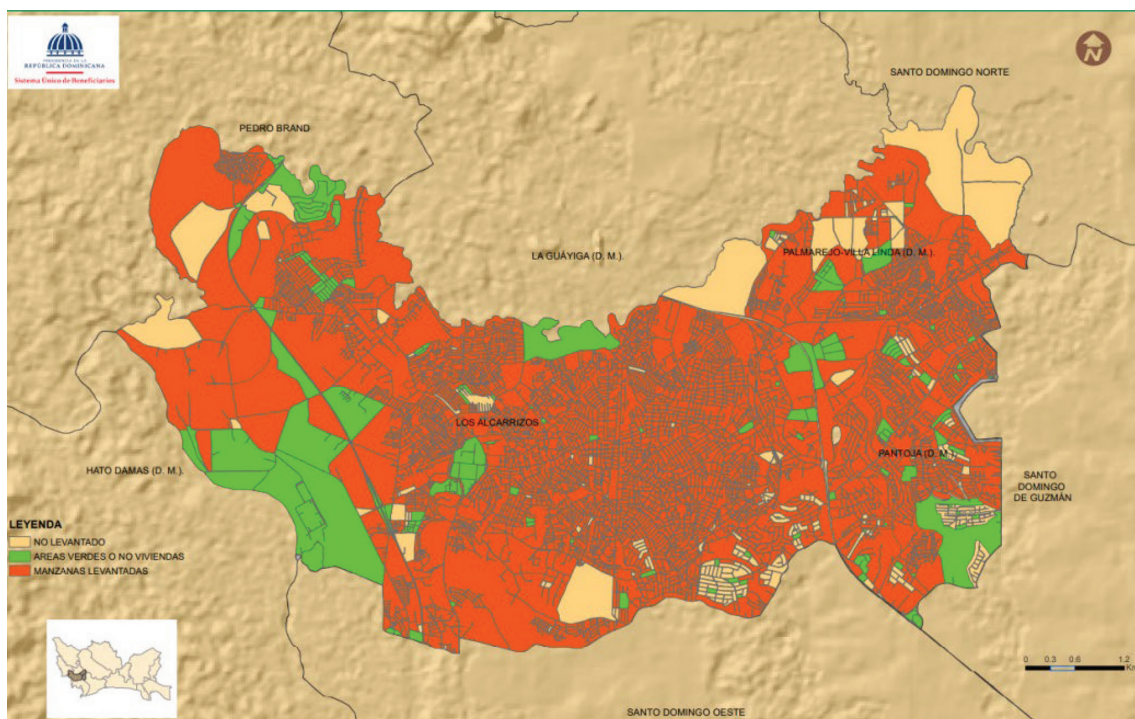 PRESIDENCIA DE LA
REPÚBLICA DOMINICANA
Sistema Único de Beneficiarios
N
SANTO DOMINGO NORTE
PEDRO BRAND
LA GUÁYIGA (D. M.).
PALMAREJO-VILLA LINDA (D. M.).
LOS ALCARRIZOS
HATO DAMAS (D. M.).
PANTOJA (D. M.).
SANTO
DOMINGO
DE GUZMÁN
LEYENDA
NO LEVANTADO
AREAS VERDES O NO VIVIENDAS
MANZANAS LEVANTADAS
0 0.3 0.6 1.2
Km
SANTO DOMINGO OESTE